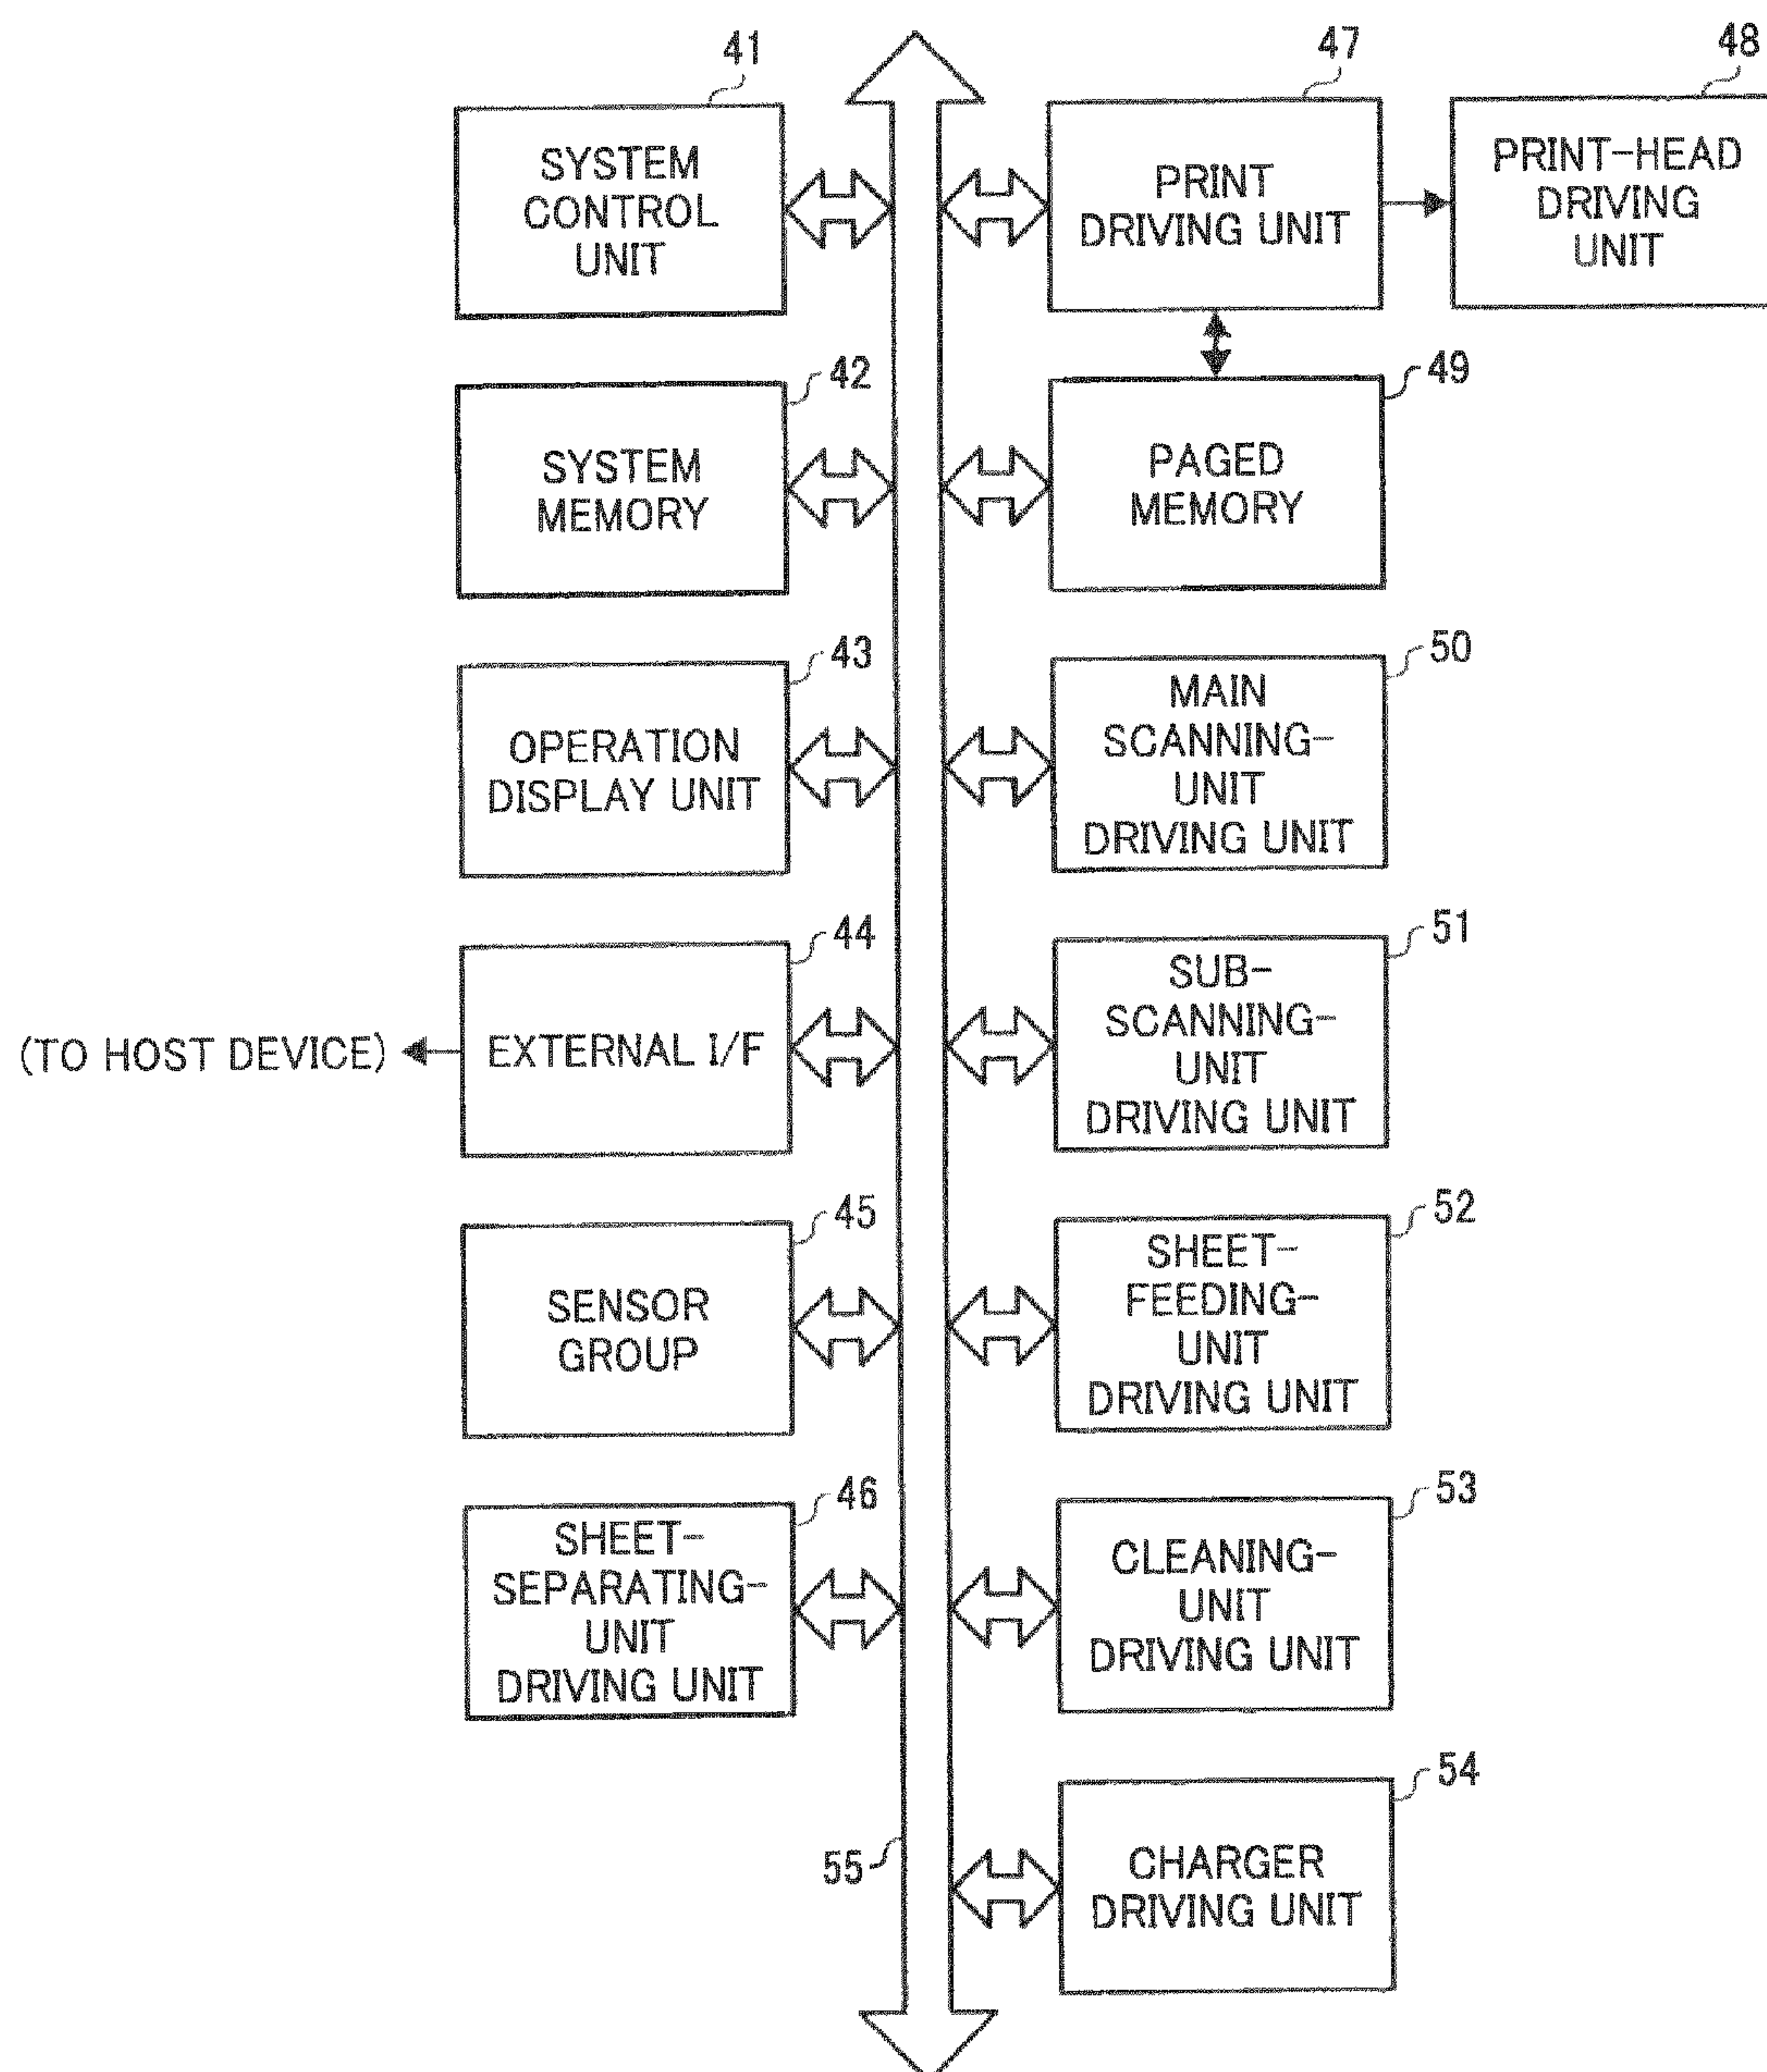 41
SYSTEM
CONTROL
UNIT
47
PRINT
DRIVING UNIT
48
PRINT-HEAD
DRIVING
UNIT
42
SYSTEM
MEMORY
49
PAGED
MEMORY
43
OPERATION
DISPLAY UNIT
50
MAIN
SCANNING-
UNIT
DRIVING UNIT
(TO HOST DEVICE)
44
EXTERNAL I/F
51
SUB-
SCANNING-
UNIT
DRIVING UNIT
45
SENSOR
GROUP
52
SHEET-
FEEDING-
UNIT
DRIVING UNIT
46
SHEET-
SEPARATING-
UNIT
DRIVING UNIT
53
CLEANING-
UNIT
DRIVING UNIT
55
54
CHARGER
DRIVING UNIT